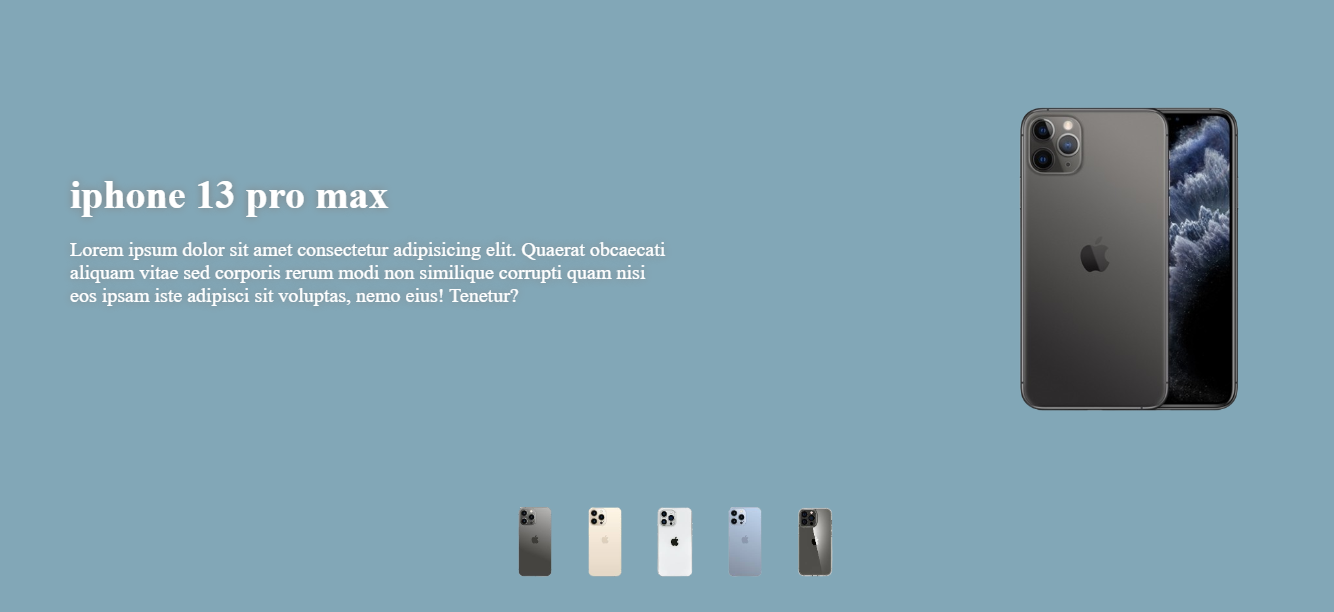 iphone 13 pro max
Lorem ipsum dolor sit amet consectetur adipisicing elit. Quaerat obcaecati
aliquam vitae sed corporis rerum modi non similique corrupti quam nisi
eos ipsam iste adipisci sit voluptas, nemo eius! Tenetur?